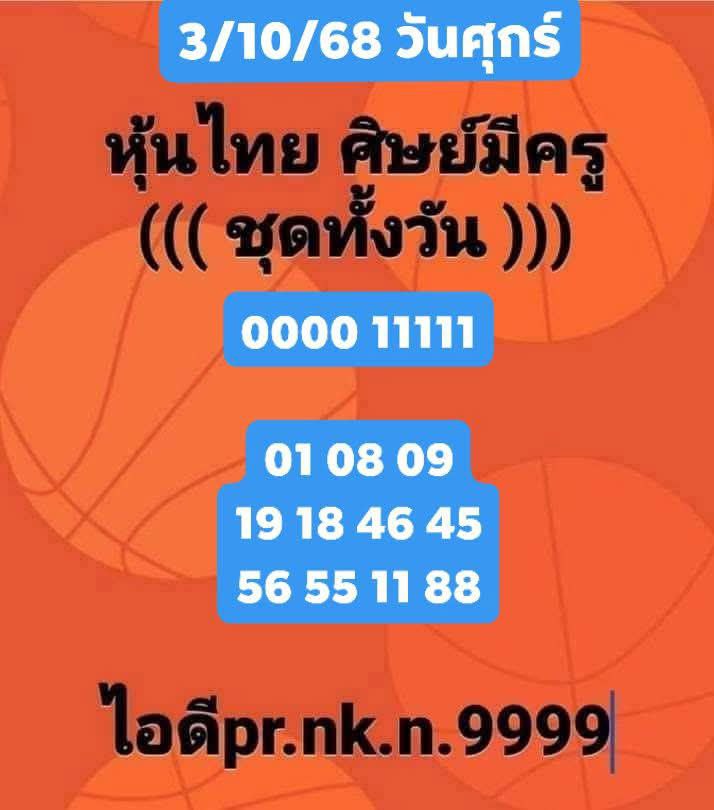 3/10/68 วันศุกร์
หุ้นไทย ศิษย์มีครู
((( ชุดทั้งวัน )))
0000 11111
01 08 09
19 18 46 45
56 55 11 88
ไอดีpr.nk.n.9999